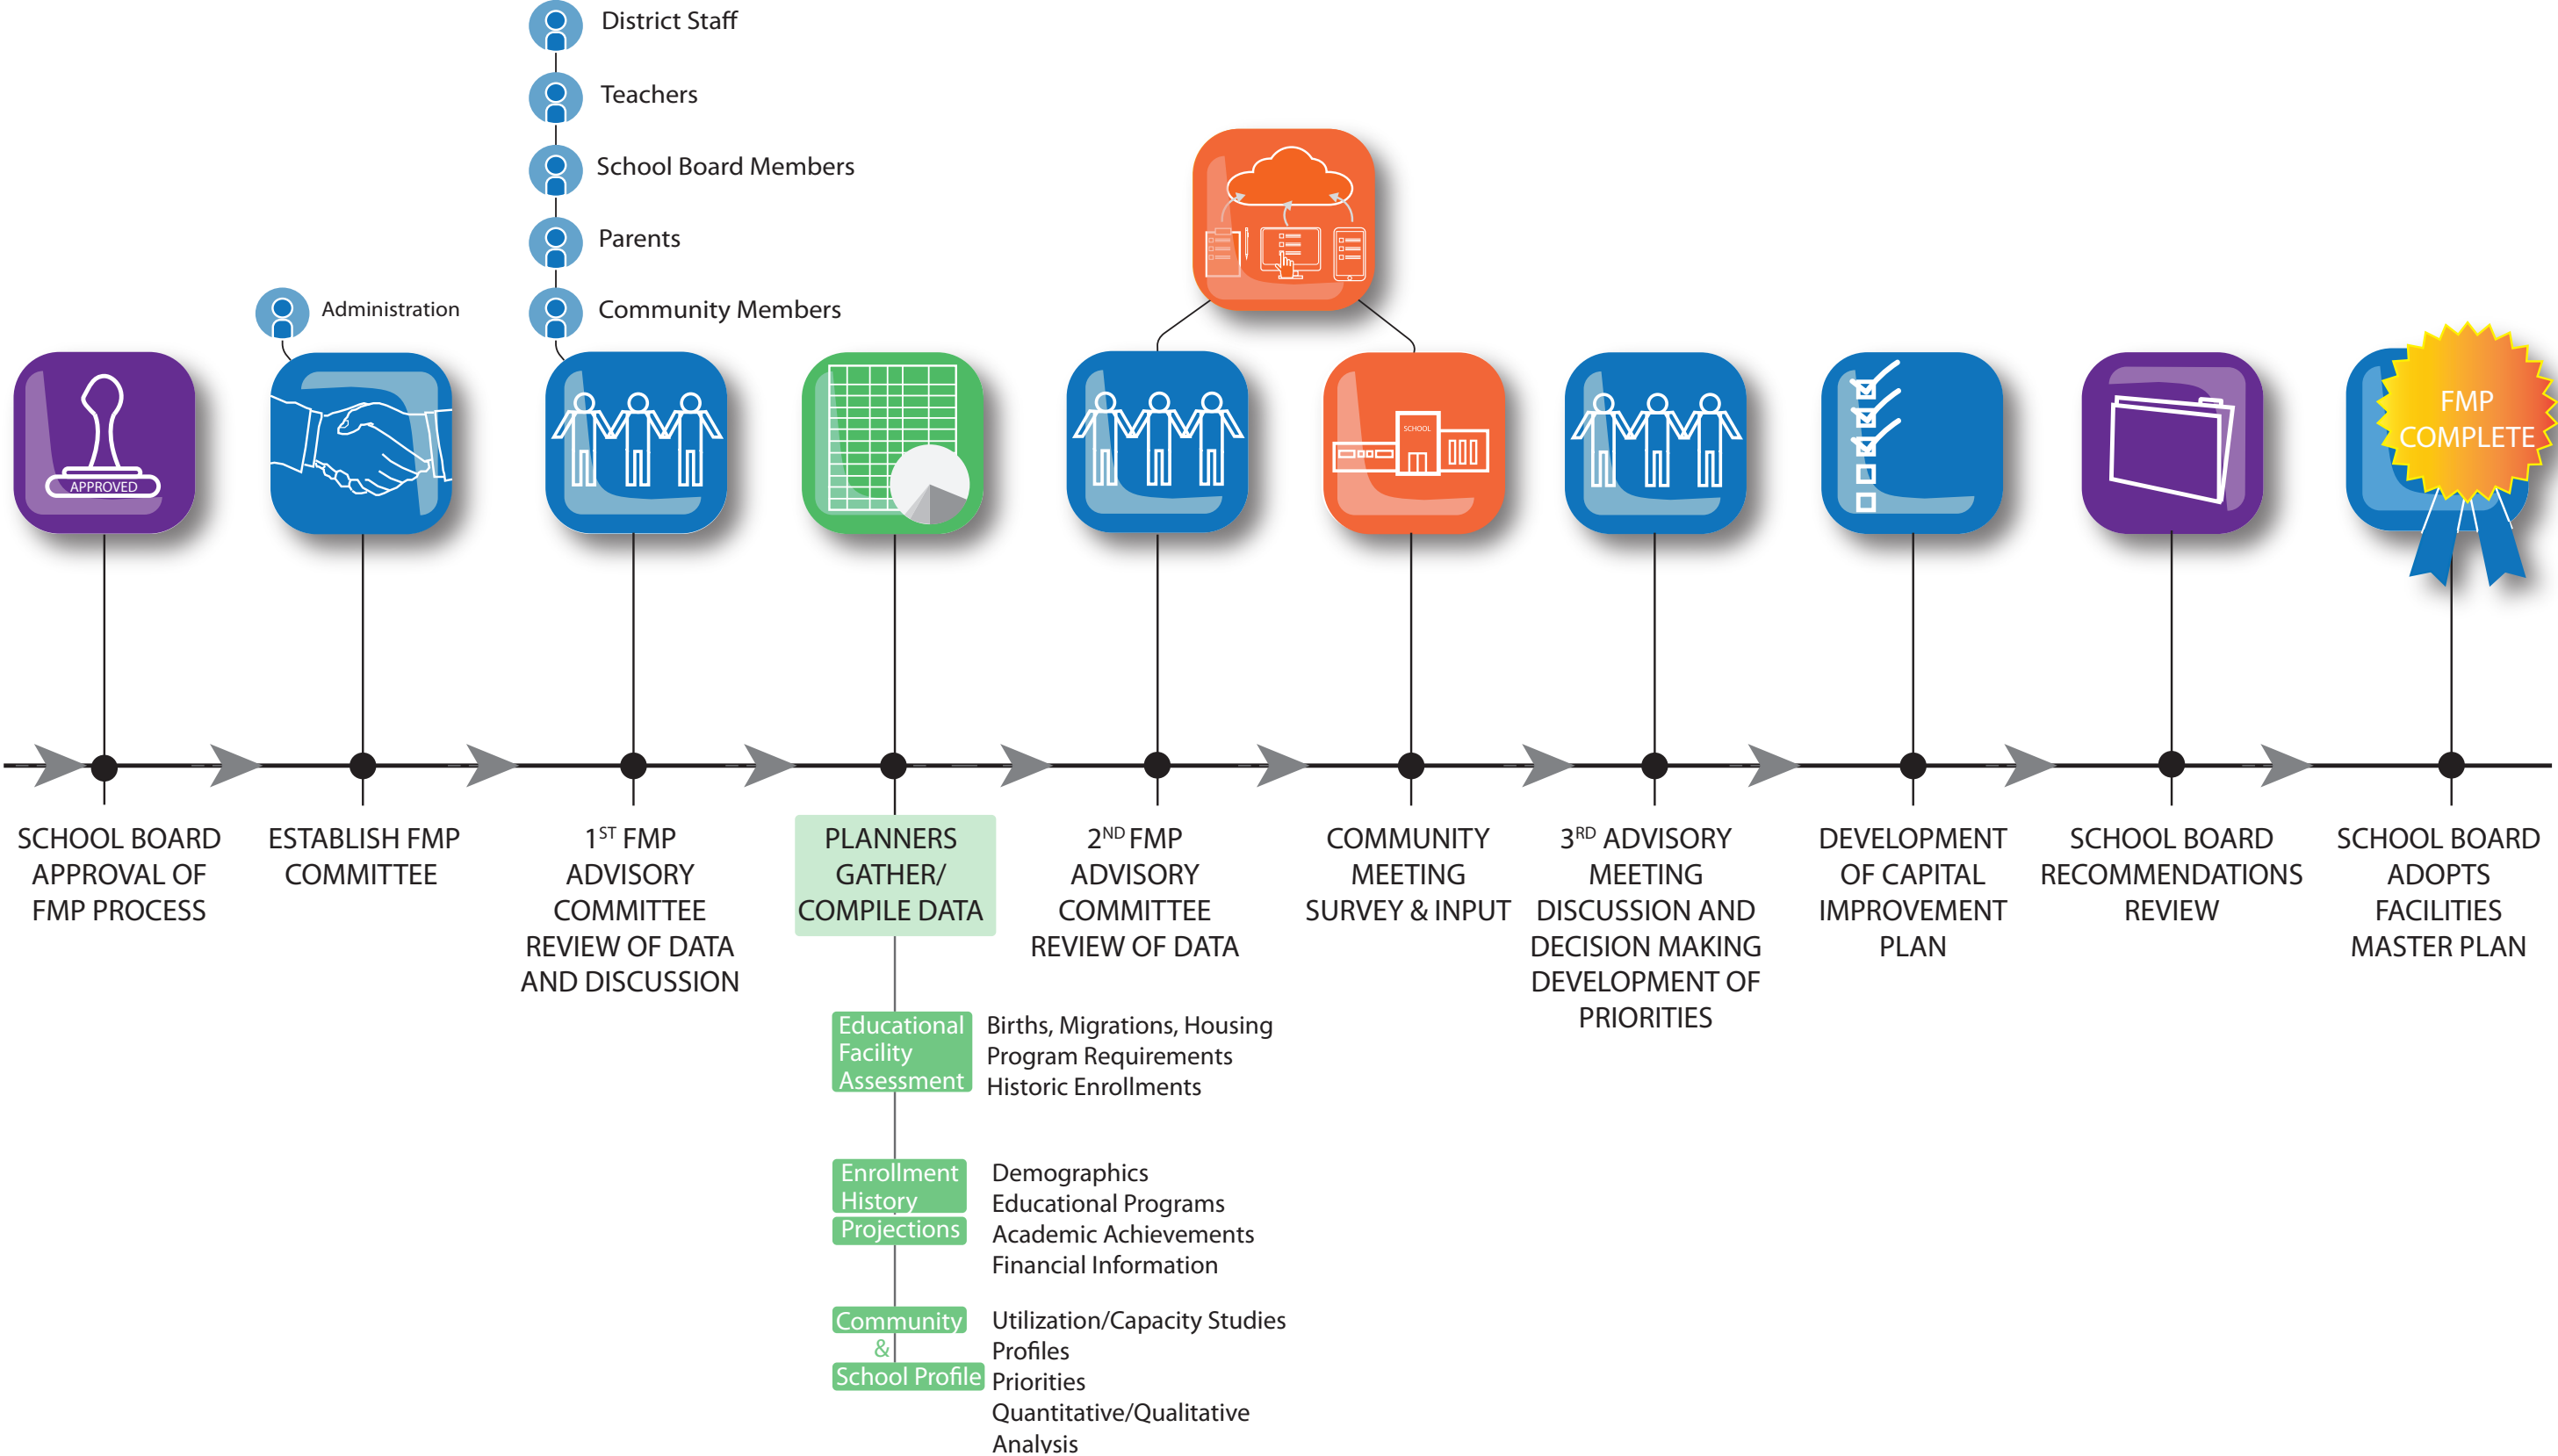 District Staff
Teachers
School Board Members
Parents
Community Members
Administration
APPROVED
SCHOOL
FMP
COMPLETE
SCHOOL BOARD
APPROVAL OF
FMP PROCESS
ESTABLISH FMP
COMMITTEE
1ST FMP
ADVISORY
COMMITTEE
REVIEW OF DATA
AND DISCUSSION
PLANNERS
GATHER/
COMPILE DATA
2ND FMP
ADVISORY
COMMITTEE
REVIEW OF DATA
COMMUNITY
MEETING
SURVEY & INPUT
3RD ADVISORY
MEETING
DISCUSSION AND
DECISION MAKING
DEVELOPMENT OF
PRIORITIES
DEVELOPMENT
OF CAPITAL
IMPROVEMENT
PLAN
SCHOOL BOARD
RECOMMENDATIONS
REVIEW
SCHOOL BOARD
ADOPTS
FACILITIES
MASTER PLAN
Educational
Facility
Assessment
Births, Migrations, Housing
Program Requirements
Historic Enrollments
Enrollment
History
Projections
Demographics
Educational Programs
Academic Achievements
Financial Information
Community
&
School Profile
Utilization/Capacity Studies
Profiles
Priorities
Quantitative/Qualitative
Analysis